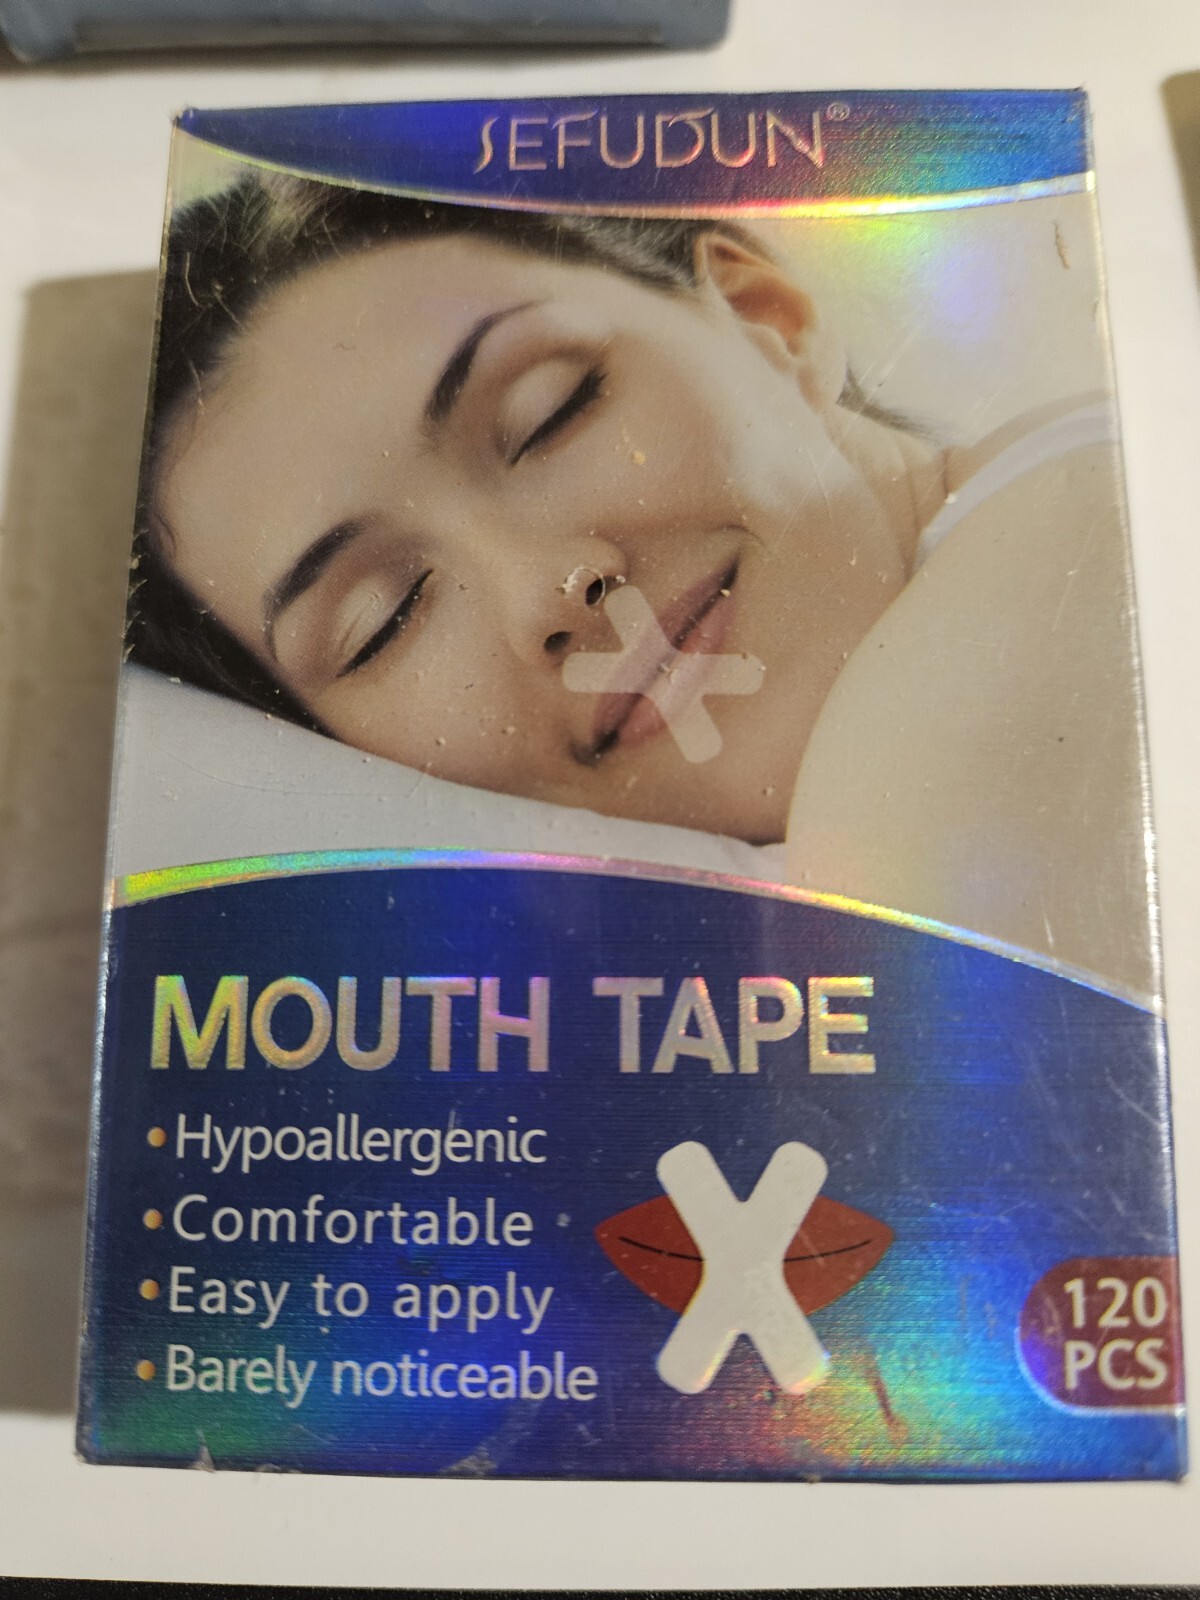 SEFUDUN®
MOUTH TAPE
• Hypoallergenic
• Comfortable
• Easy to apply
• Barely noticeable
120
PCS